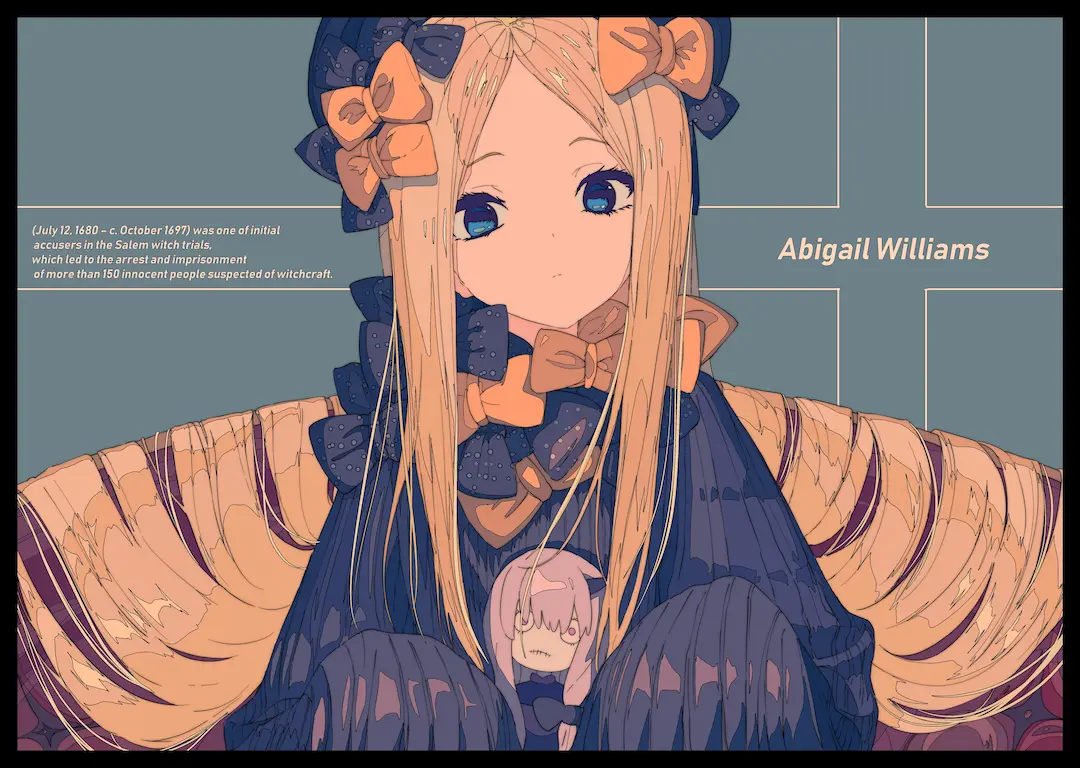 (July 12, 1680 – c. October 1697) was one of initial
accusers in the Salem witch trials,
which led to the arrest and imprisonment
of more than 150 innocent people suspected of witchcraft.
Abigail Williams